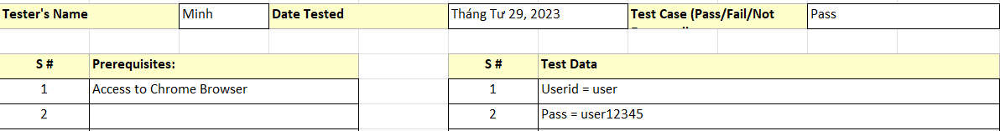 Tester's Name Minh Date Tested Tháng Tư 29, 2023 Test Case (Pass/Fail/Not Pass
S # Prerequisites: S # Test Data
1 Access to Chrome Browser 1 Userid = user
2 2 Pass = user12345